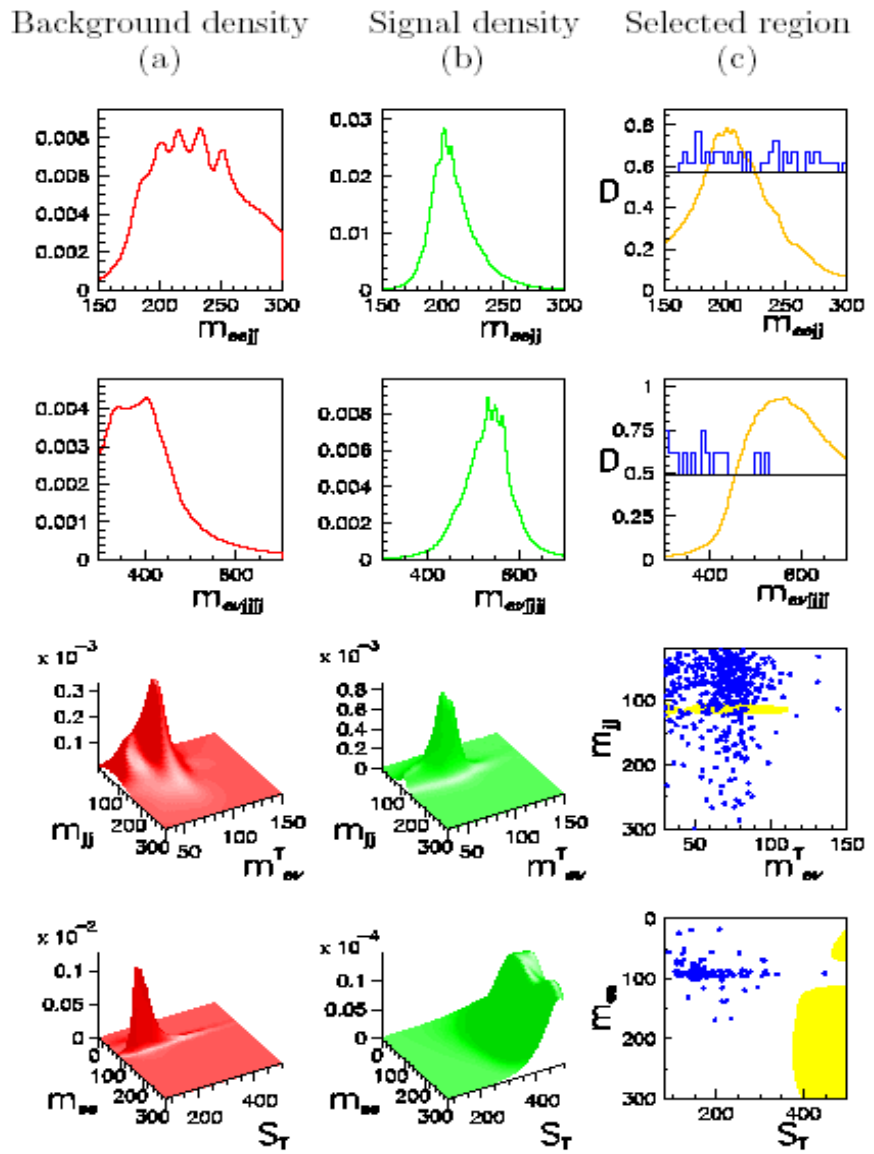 Background density Signal density Selected region
(a) (b) (c)
0.008
0.006
0.004
0.002
0
150 200 250 300
m_eejj
0.03
0.02
0.01
0
150 200 250 300
m_eejj
0.8
0.6
D
0.4
0.2
0
150 200 250 300
m_eejj
0.004
0.003
0.002
0.001
0
400 600
m_eνjjjj
0.008
0.006
0.004
0.002
0
400 600
m_eνjjjj
1
0.75
D 0.5
0.25
0
400 600
m_eνjjjj
x 10^-3
0.3
0.2
0.1
100
200
300
m_jj
50 100 150
m^T_eν
x 10^-3
0.8
0.6
0.4
0.2
0
100
200
300
m_jj
50 100 150
m^T_eν
m_jj
100
200
300
50 100 150
m^T_eν
x 10^-2
0.1
0.05
0
0
100
200
300
m_ee
200 400
S_T
x 10^-4
0.1
0.05
0
0
100
200
300
m_ee
200 400
S_T
0
m_ee
100
200
300
200 400
S_T